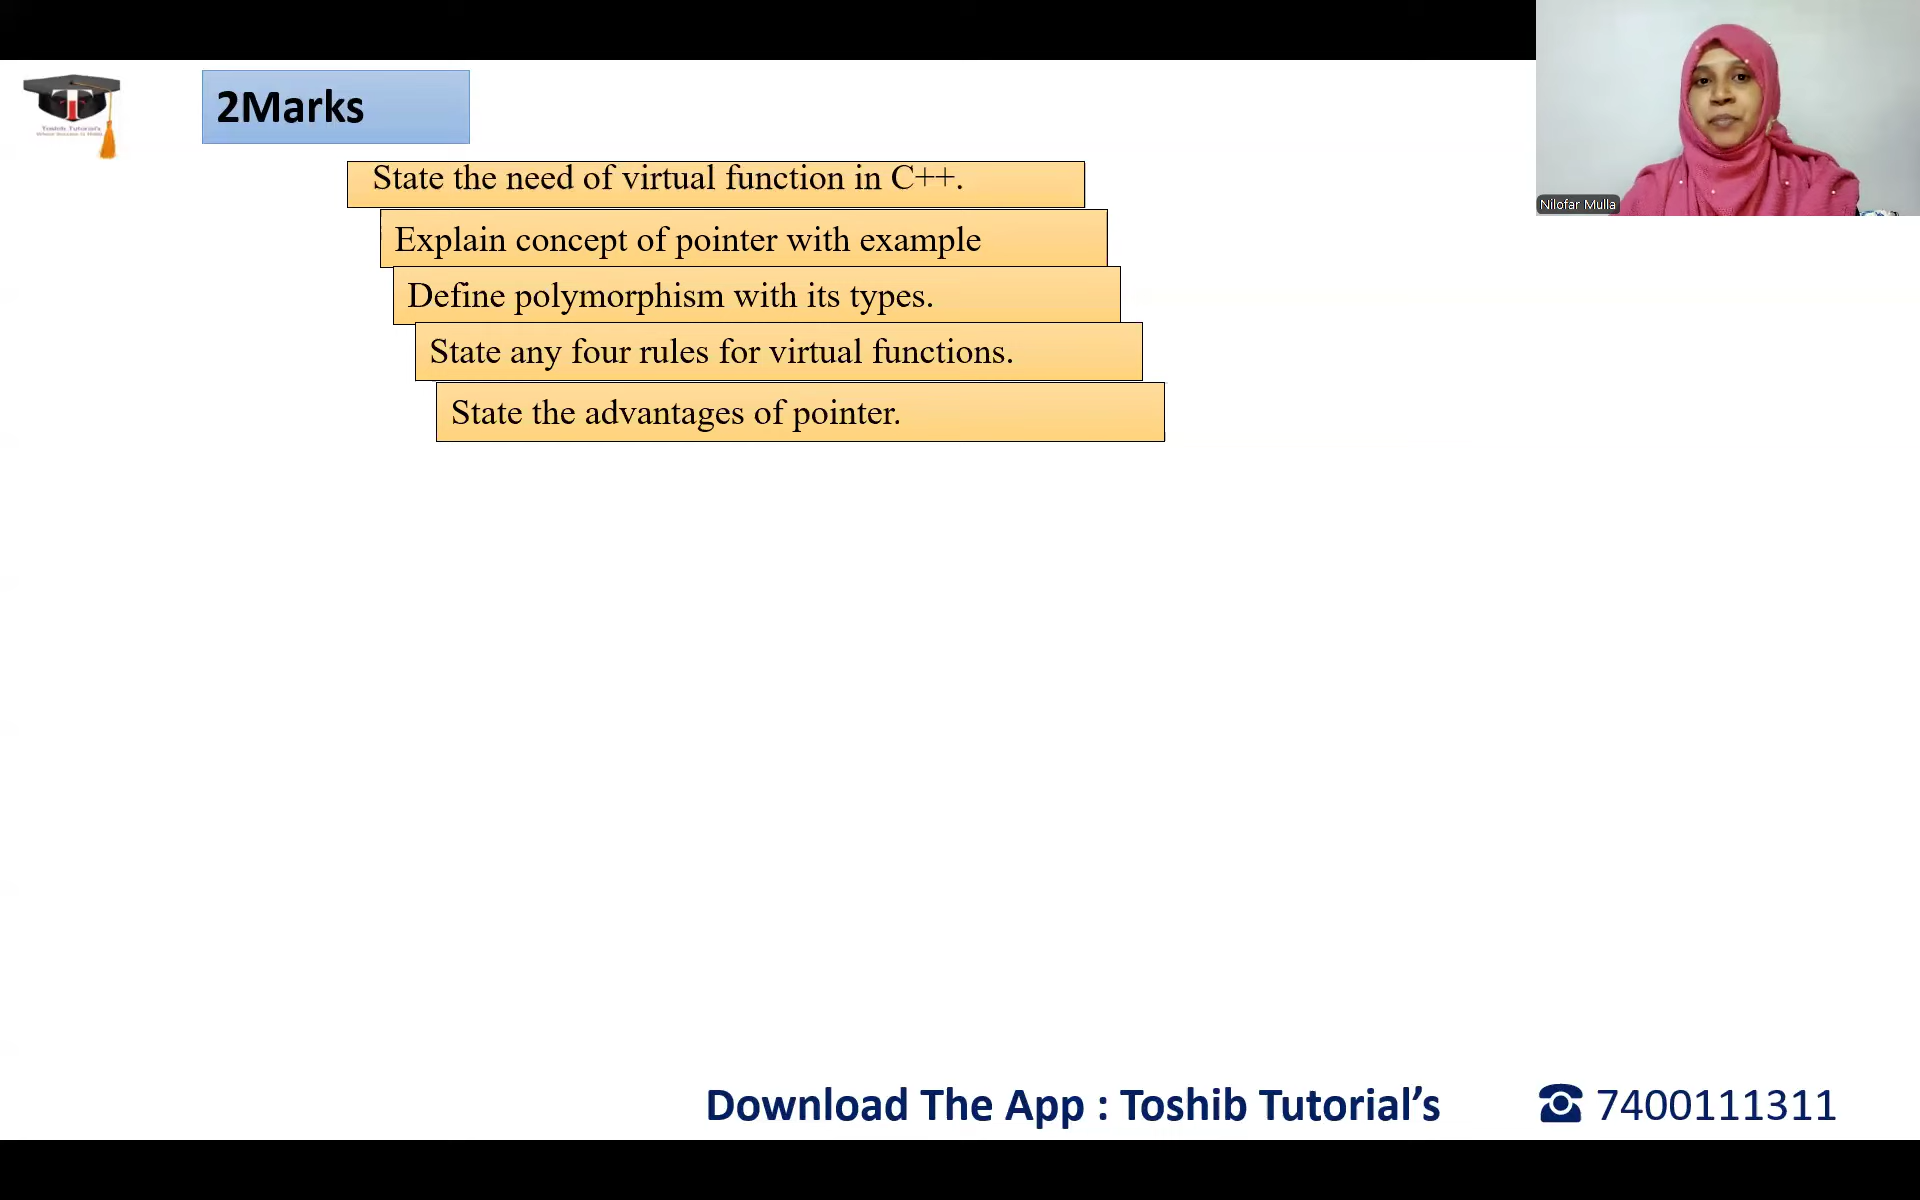 2Marks
State the need of virtual function in C++.
Explain concept of pointer with example
Define polymorphism with its types.
State any four rules for virtual functions.
State the advantages of pointer.
Nilofar Mulla
Toshib Tutorial's
Download The App : Toshib Tutorial’s
7400111311